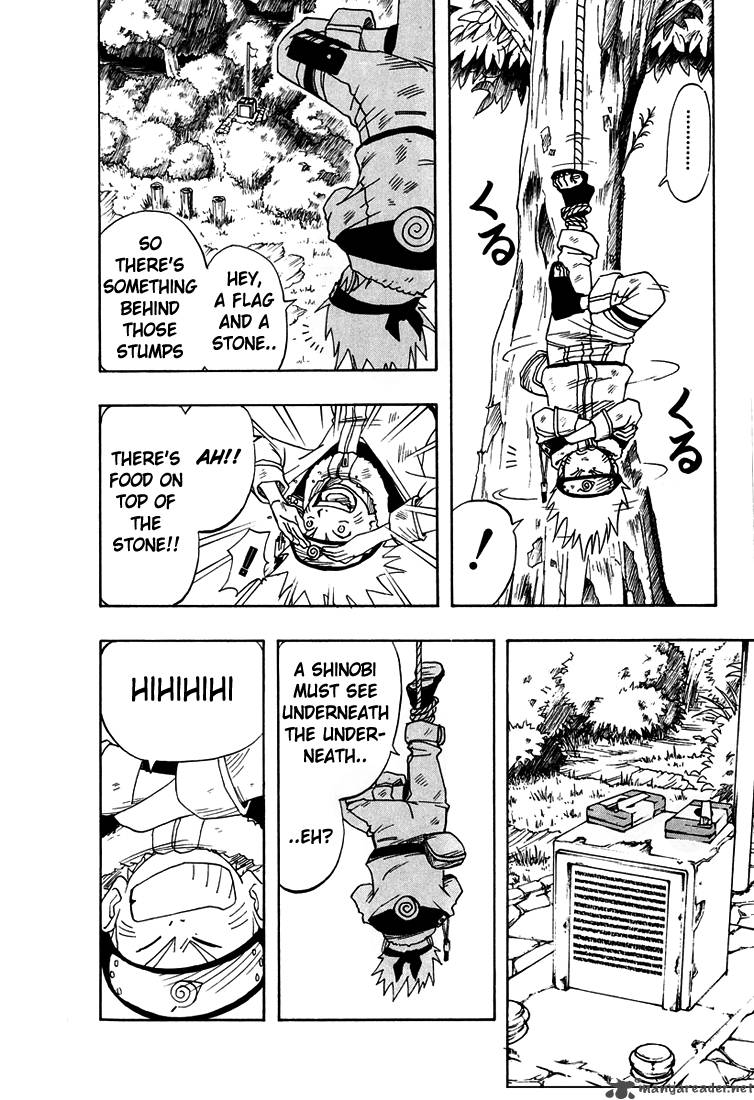 .........
くる
くる
!
HEY,
A FLAG
AND A
STONE..
SO
THERE'S
SOMETHING
BEHIND
THOSE
STUMPS
AH!!
!
THERE'S
FOOD ON
TOP OF
THE
STONE!!
A SHINOBI
MUST SEE
UNDERNEATH
THE UNDER-
NEATH..
..EH?
HIHIHIHI
mangareader.net